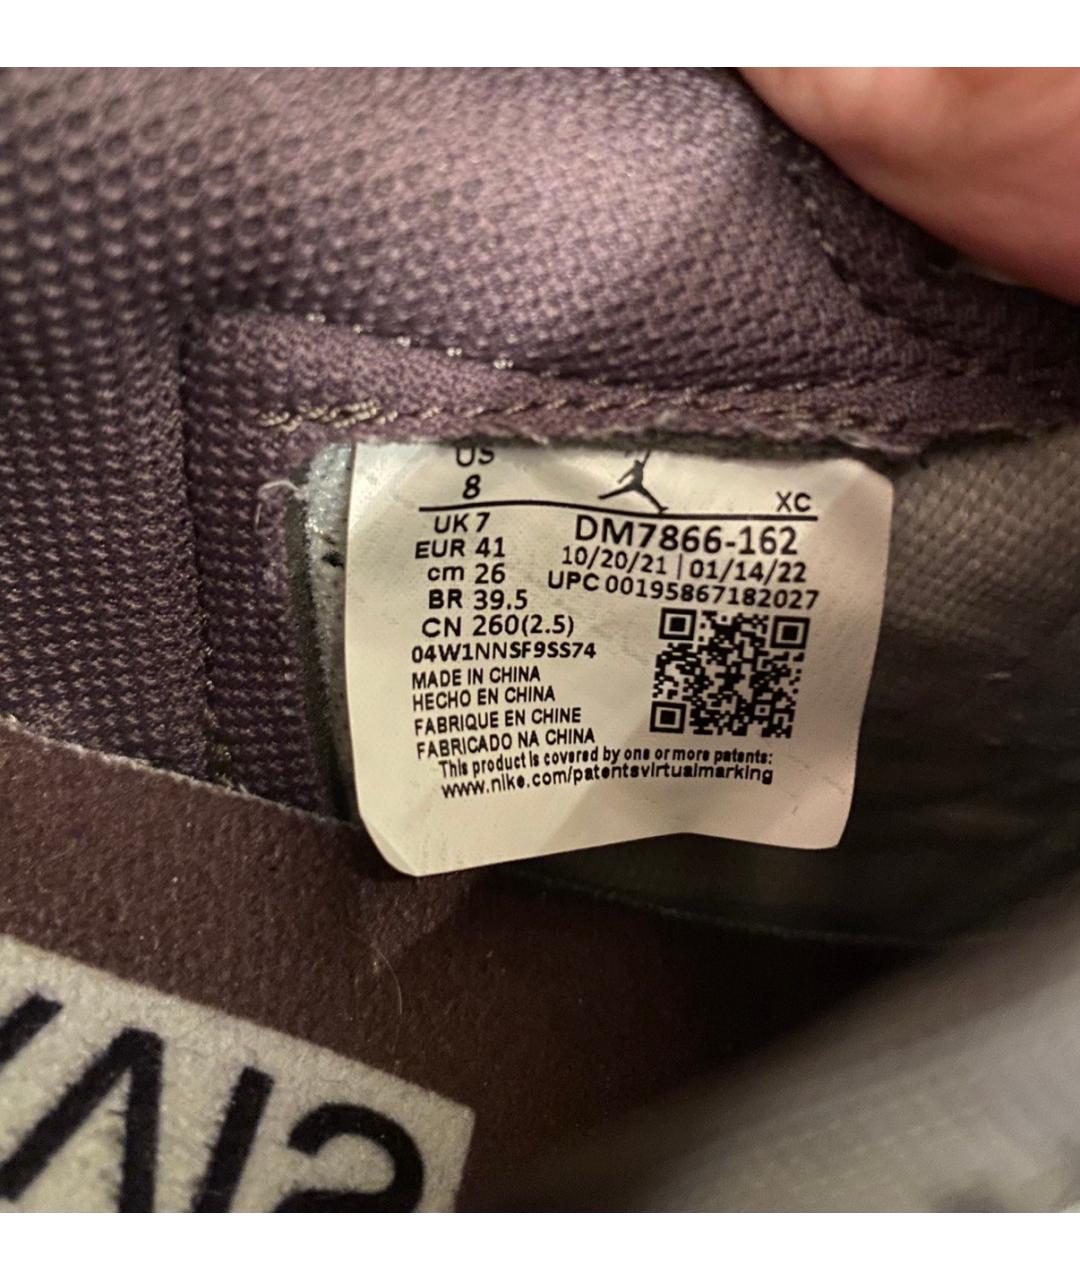 US
8
XC
UK 7
EUR 41
cm 26
BR 39.5
CN 260(2.5)
DM7866-162
10/20/21 | 01/14/22
UPC 00195867182027
04W1NNSF9SS74
MADE IN CHINA
HECHO EN CHINA
FABRIQUE EN CHINE
FABRICADO NA CHINA
This product is covered by one or more patents:
www.nike.com/patentsvirtualmarking